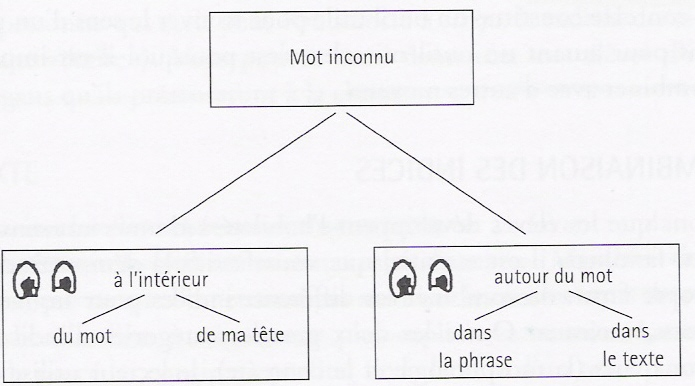 Mot inconnu
à l'intérieur
du mot
de ma tête
autour du mot
dans
la phrase
dans
le texte